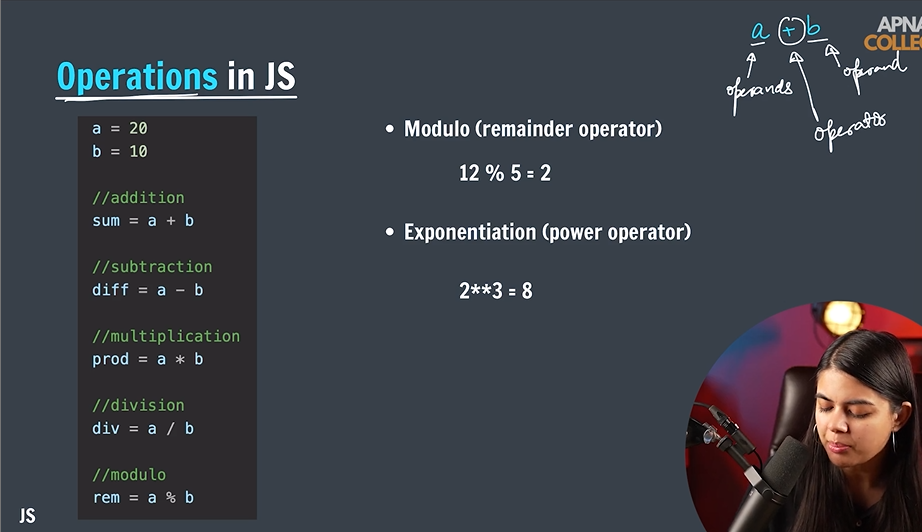 a + b
operands
operator
operand
APNA
COLLEG
Operations in JS
a = 20
b = 10
//addition
sum = a + b
//subtraction
diff = a - b
//multiplication
prod = a * b
//division
div = a / b
//modulo
rem = a % b
• Modulo (remainder operator)
12 % 5 = 2
• Exponentiation (power operator)
2**3 = 8
JS